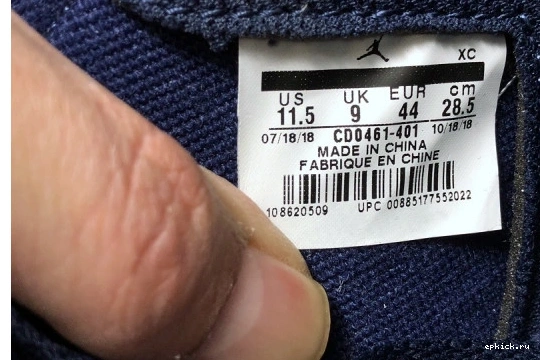 XC
US UK EUR cm
11.5 9 44 28.5
07/18/18 CD0461-401 10/18/18
MADE IN CHINA
FABRIQUE EN CHINE
108620509 UPC 00885177552022
cpkick.ru